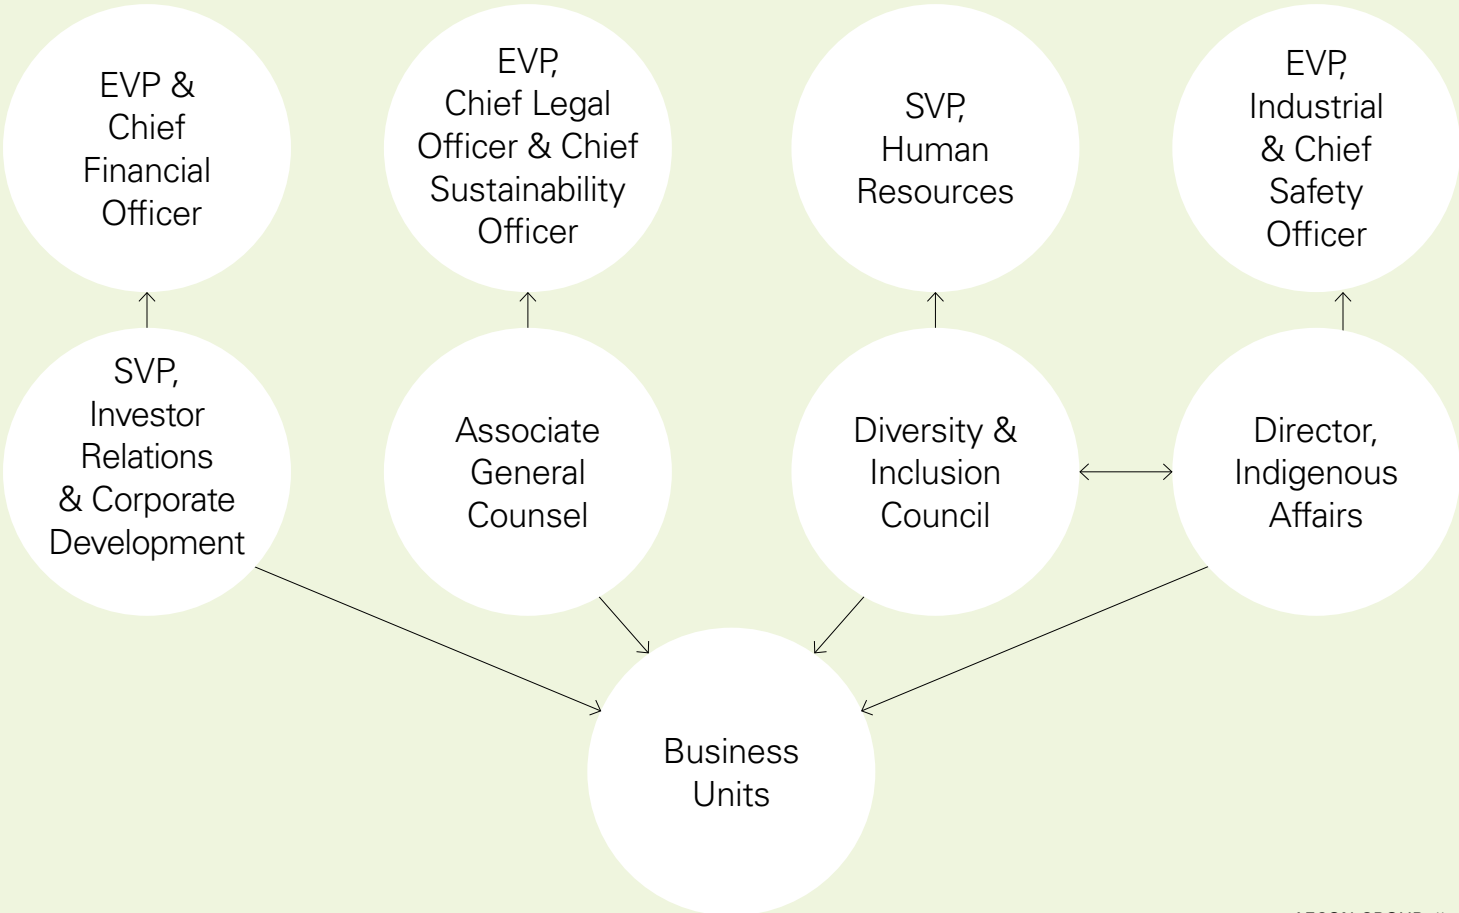 EVP &
Chief
Financial
Officer
EVP,
Chief Legal
Officer & Chief
Sustainability
Officer
SVP,
Human
Resources
EVP,
Industrial
& Chief
Safety
Officer
SVP,
Investor
Relations
& Corporate
Development
Associate
General
Counsel
Diversity &
Inclusion
Council
Director,
Indigenous
Affairs
Business
Units